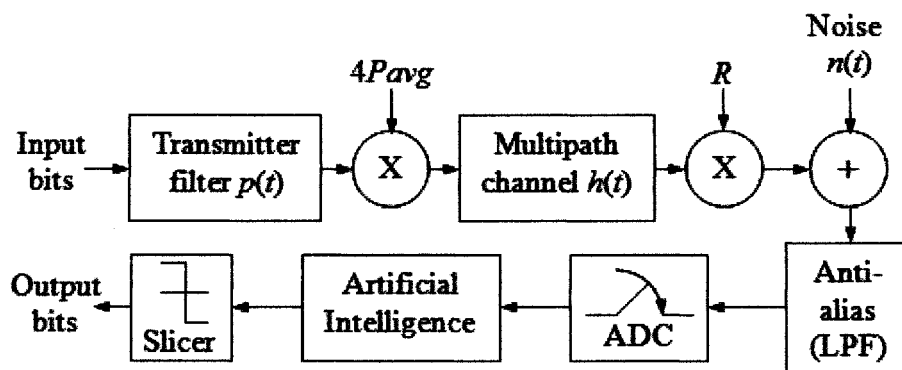 Noise
n(t)
4Pavg
R
Input
bits
Transmitter
filter p(t)
X
Multipath
channel h(t)
X
+
Output
bits
Slicer
Artificial
Intelligence
ADC
Anti-
alias
(LPF)